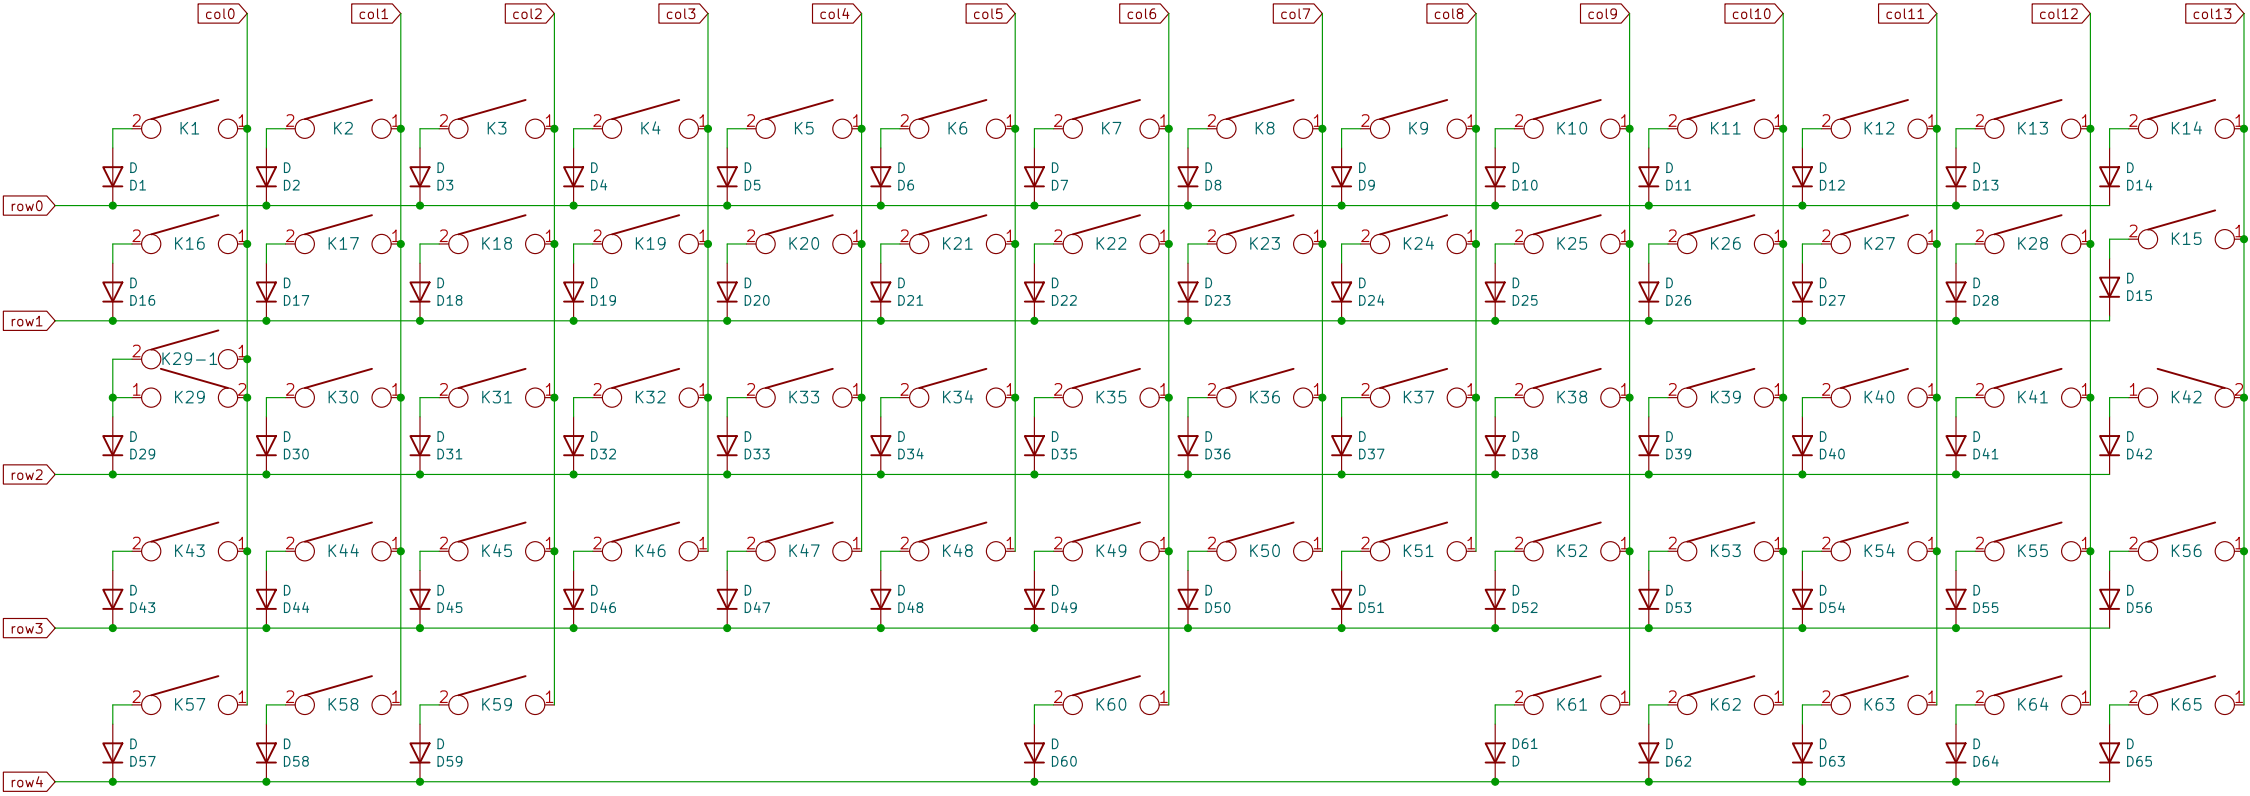 col0 col1 col2 col3 col4 col5 col6 col7 col8 col9 col10 col11 col12 col13
2 K1 1 2 K2 1 2 K3 1 2 K4 1 2 K5 1 2 K6 1 2 K7 1 2 K8 1 2 K9 1 2 K10 1 2 K11 1 2 K12 1 2 K13 1 2 K14 1
D D D D D D D D D D D D D D
D1 D2 D3 D4 D5 D6 D7 D8 D9 D10 D11 D12 D13 D14
row0
2 K16 1 2 K17 1 2 K18 1 2 K19 1 2 K20 1 2 K21 1 2 K22 1 2 K23 1 2 K24 1 2 K25 1 2 K26 1 2 K27 1 2 K28 1 2 K15 1
D D D D D D D D D D D D D D
D16 D17 D18 D19 D20 D21 D22 D23 D24 D25 D26 D27 D28 D15
row1
2 K29-1 1
1 K29 2 2 K30 1 2 K31 1 2 K32 1 2 K33 1 2 K34 1 2 K35 1 2 K36 1 2 K37 1 2 K38 1 2 K39 1 2 K40 1 2 K41 1 1 K42 2
D D D D D D D D D D D D D D
D29 D30 D31 D32 D33 D34 D35 D36 D37 D38 D39 D40 D41 D42
row2
2 K43 1 2 K44 1 2 K45 1 2 K46 1 2 K47 1 2 K48 1 2 K49 1 2 K50 1 2 K51 1 2 K52 1 2 K53 1 2 K54 1 2 K55 1 2 K56 1
D D D D D D D D D D D D D D
D43 D44 D45 D46 D47 D48 D49 D50 D51 D52 D53 D54 D55 D56
row3
2 K57 1 2 K58 1 2 K59 1 2 K60 1 2 K61 1 2 K62 1 2 K63 1 2 K64 1 2 K65 1
D D D D D61 D D D D
D57 D58 D59 D60 D D62 D63 D64 D65
row4